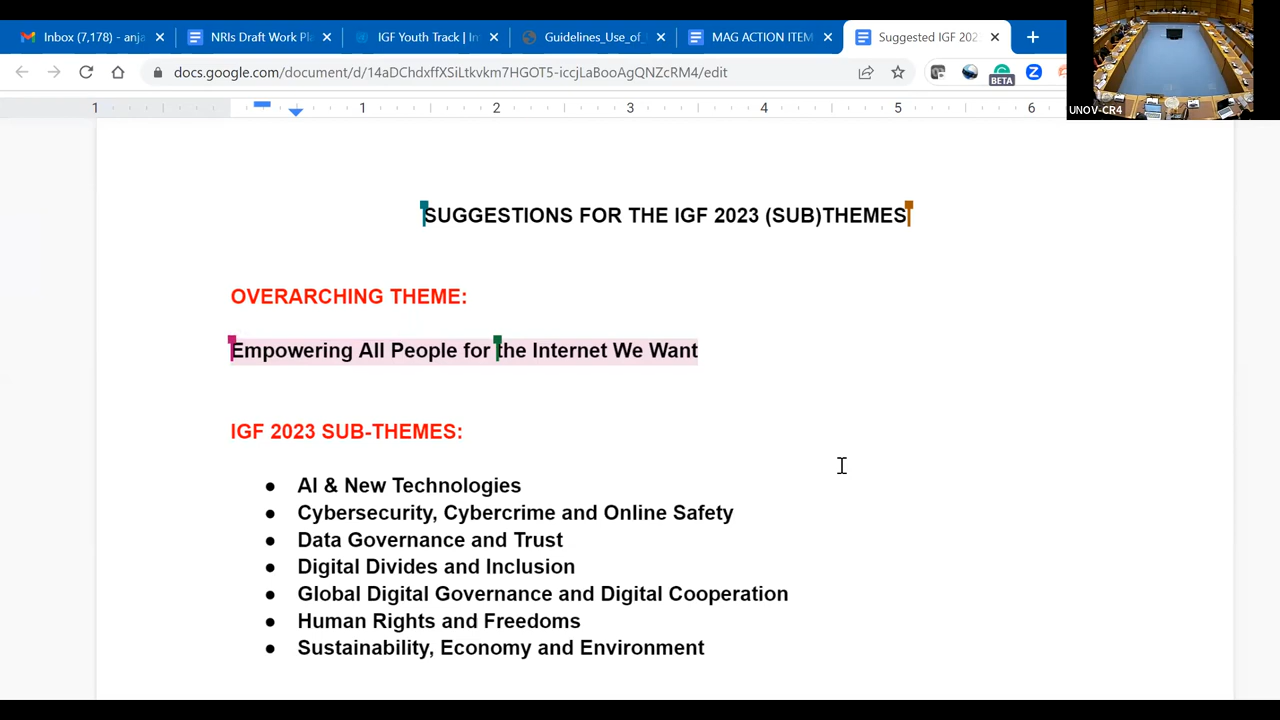 Inbox (7,178) - anja
NRIs Draft Work Pl
IGF Youth Track | In
Guidelines_Use_of_
MAG ACTION ITEM
Suggested IGF 202
docs.google.com/document/d/14aDChdxffXSiLtkvkm7HGOT5-iccjLaBooAgQNZcRM4/edit
BETA
UNOV-CR4
1 1 2 3 4 5 6
SUGGESTIONS FOR THE IGF 2023 (SUB)THEMES
OVERARCHING THEME:
Empowering All People for the Internet We Want
IGF 2023 SUB-THEMES:
● AI & New Technologies
● Cybersecurity, Cybercrime and Online Safety
● Data Governance and Trust
● Digital Divides and Inclusion
● Global Digital Governance and Digital Cooperation
● Human Rights and Freedoms
● Sustainability, Economy and Environment